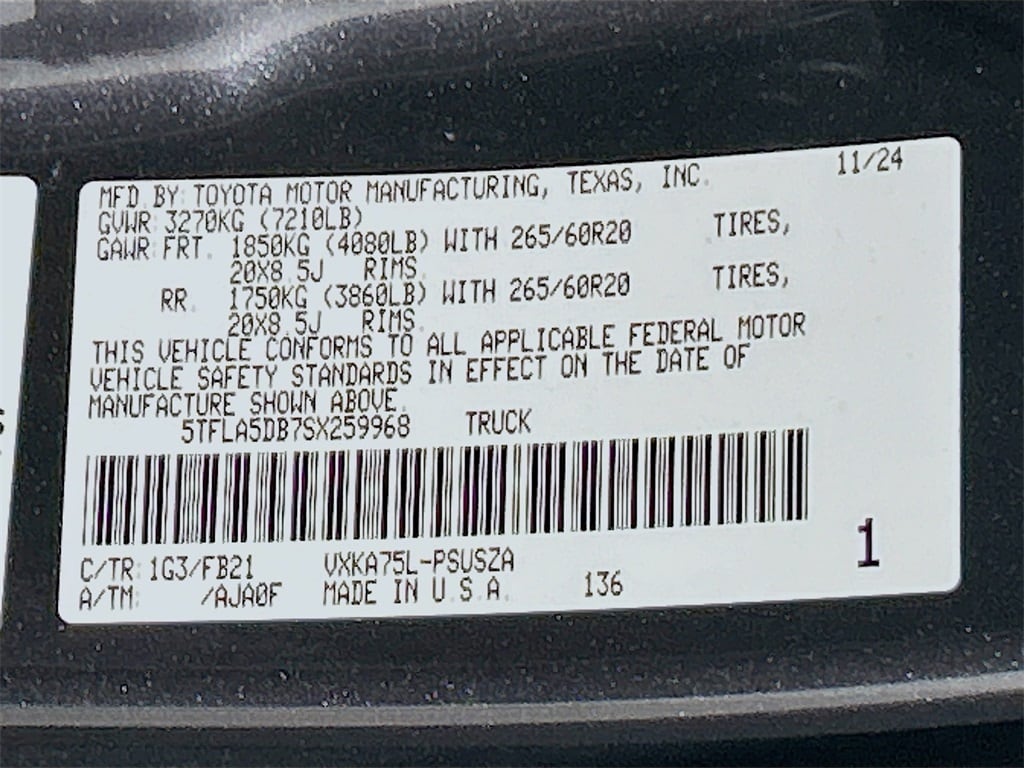 MFD. BY: TOYOTA MOTOR MANUFACTURING, TEXAS, INC. 11/24
GVWR: 3270KG (7210LB)
GAWR: FRT. 1850KG (4080LB) WITH 265/60R20 TIRES,
20X8.5J RIMS.
RR. 1750KG (3860LB) WITH 265/60R20 TIRES,
20X8.5J RIMS.
THIS VEHICLE CONFORMS TO ALL APPLICABLE FEDERAL MOTOR
VEHICLE SAFETY STANDARDS IN EFFECT ON THE DATE OF
MANUFACTURE SHOWN ABOVE.
5TFLA5DB7SX259968 TRUCK
C/TR: 1G3/FB21 VXKA75L-PSUSZA
A/TM: /AJA0F MADE IN U.S.A. 136
1